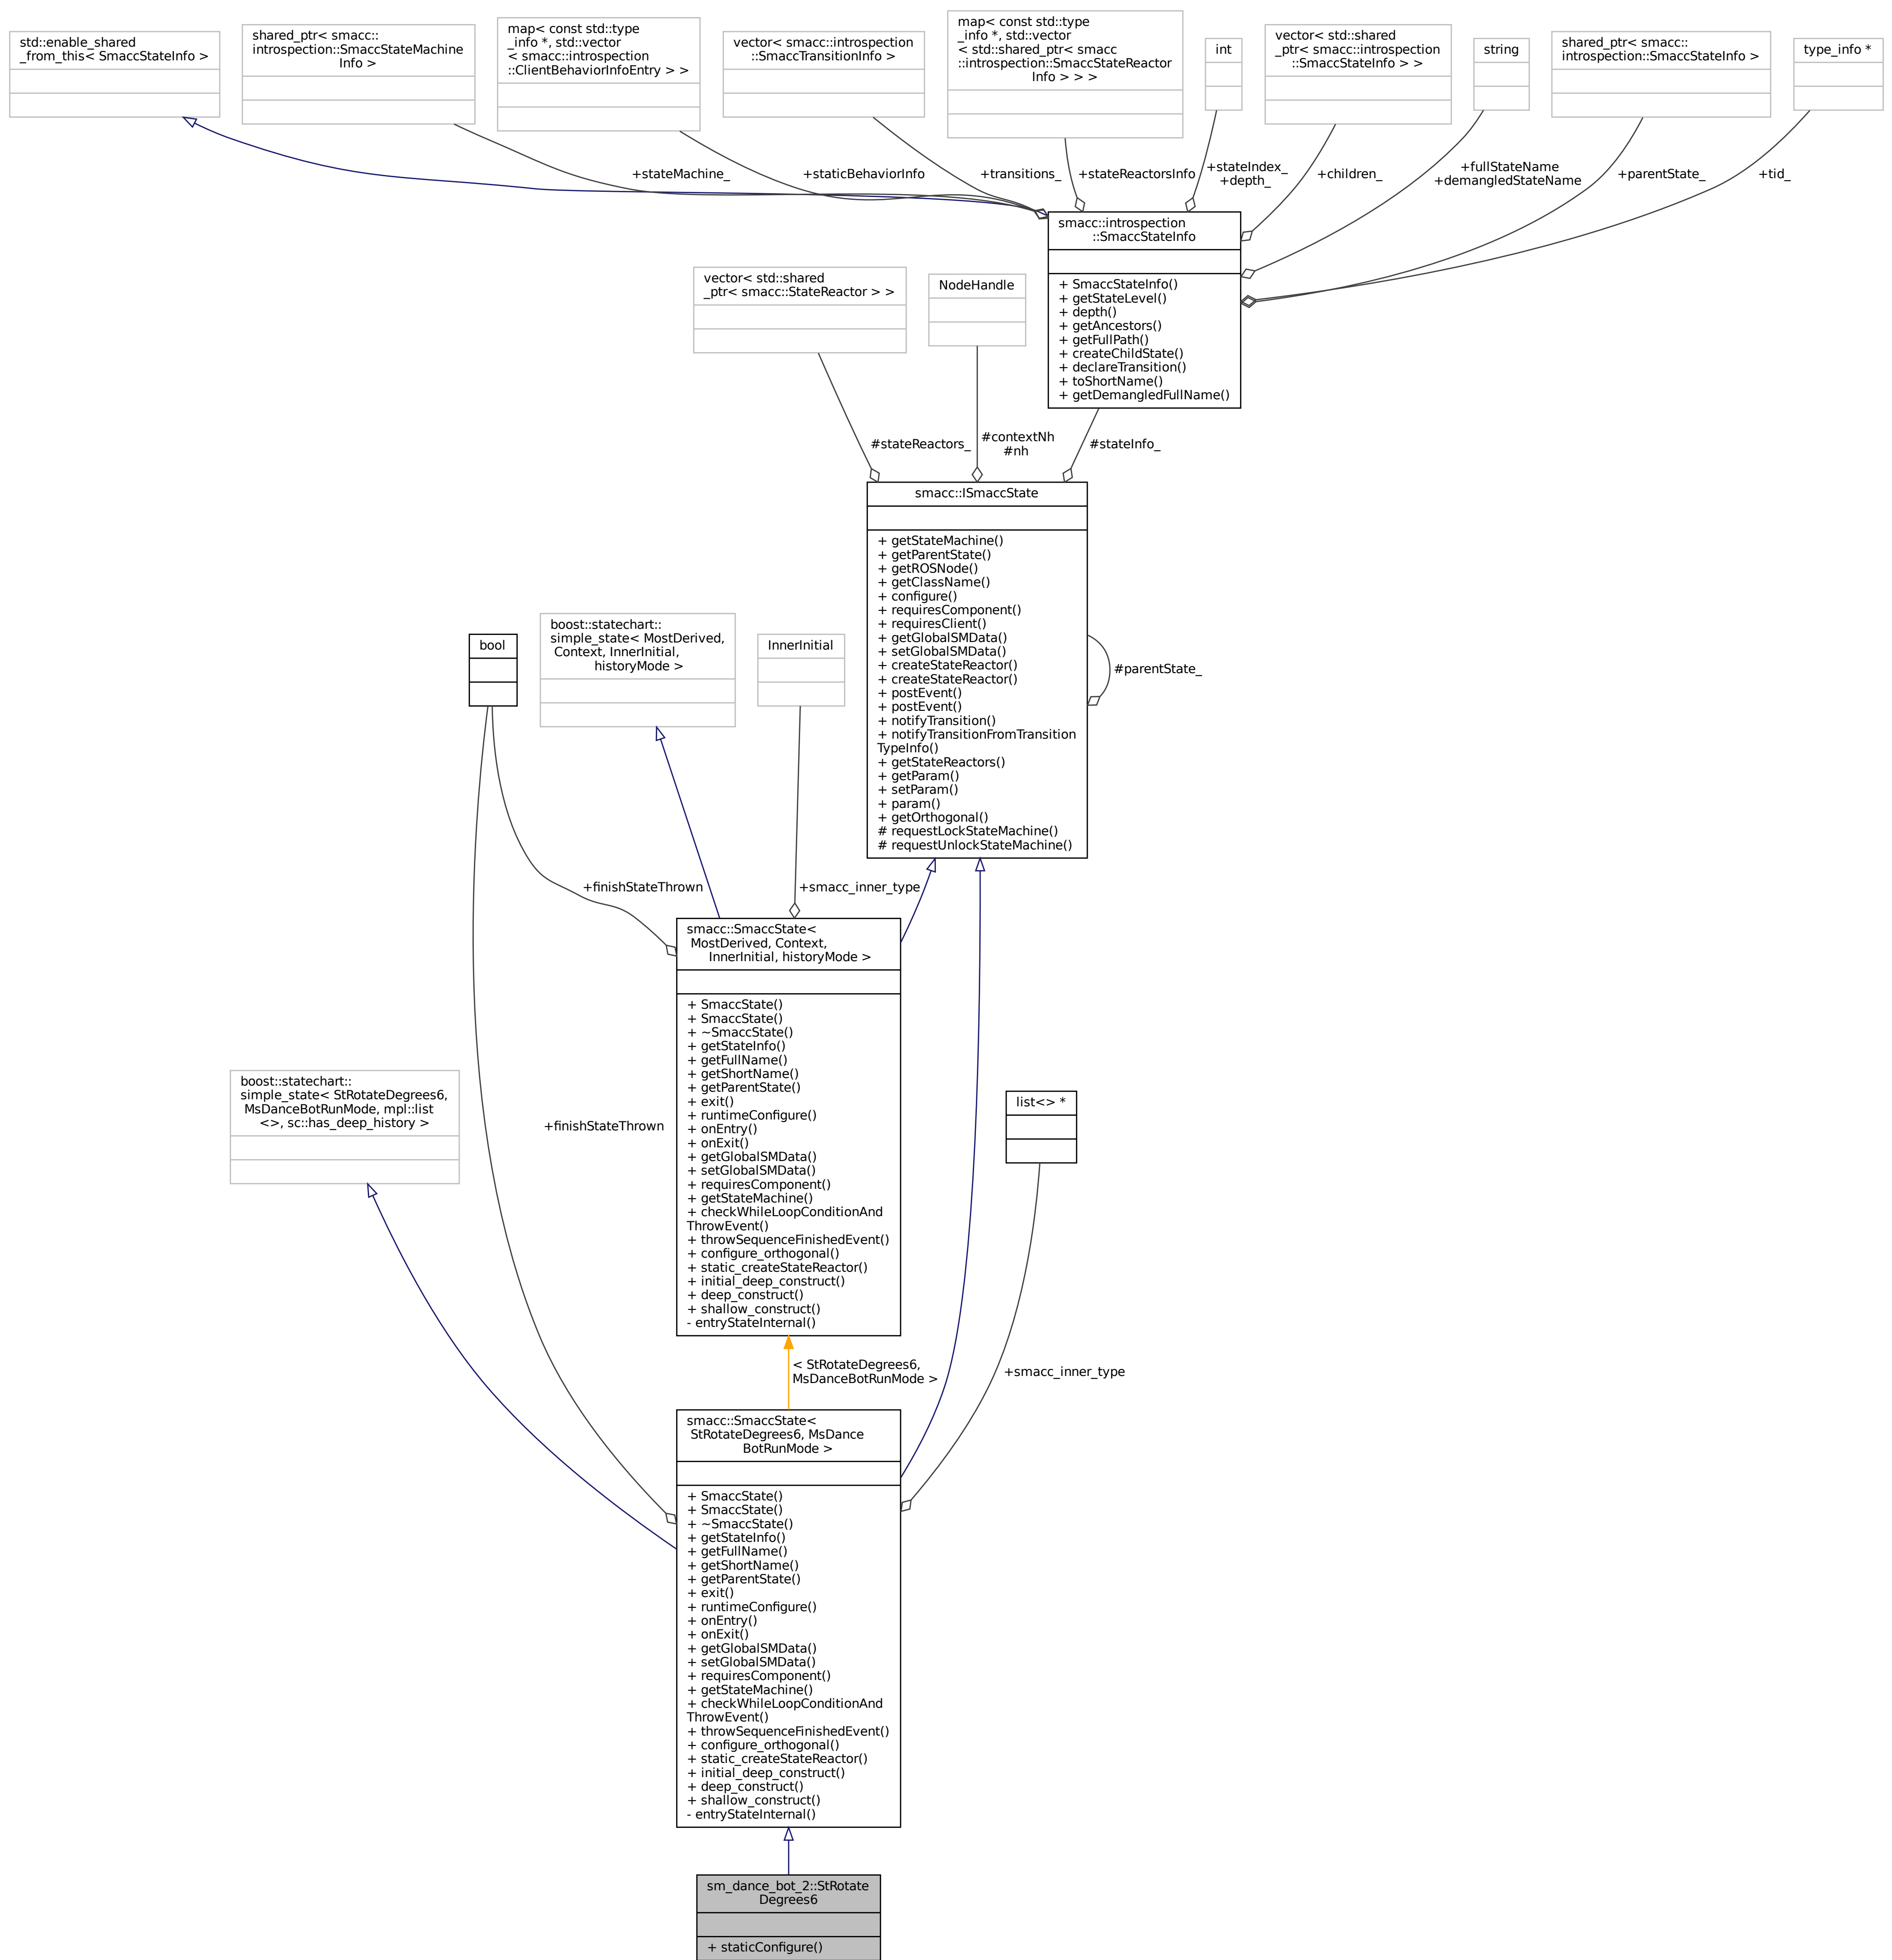 std::enable_shared
_from_this< SmaccStateInfo >
shared_ptr< smacc::
introspection::SmaccStateMachine
Info >
map< const std::type
_info *, std::vector
< smacc::introspection
::ClientBehaviorInfoEntry > >
vector< smacc::introspection
::SmaccTransitionInfo >
map< const std::type
_info *, std::vector
< std::shared_ptr< smacc
::introspection::SmaccStateReactor
Info > > >
int
vector< std::shared
_ptr< smacc::introspection
::SmaccStateInfo > >
string
shared_ptr< smacc::
introspection::SmaccStateInfo >
type_info *
+stateMachine_
+staticBehaviorInfo
+transitions_
+stateReactorsInfo
+stateIndex_
+depth_
+children_
+fullStateName
+demangledStateName
+parentState_
+tid_
smacc::introspection
::SmaccStateInfo
+ SmaccStateInfo()
+ getStateLevel()
+ depth()
+ getAncestors()
+ getFullPath()
+ createChildState()
+ declareTransition()
+ toShortName()
+ getDemangledFullName()
vector< std::shared
_ptr< smacc::StateReactor > >
NodeHandle
#stateReactors_
#contextNh
#nh
#stateInfo_
smacc::ISmaccState
+ getStateMachine()
+ getParentState()
+ getROSNode()
+ getClassName()
+ configure()
+ requiresComponent()
+ requiresClient()
+ getGlobalSMData()
+ setGlobalSMData()
+ createStateReactor()
+ createStateReactor()
+ postEvent()
+ postEvent()
+ notifyTransition()
+ notifyTransitionFromTransition
TypeInfo()
+ getStateReactors()
+ getParam()
+ setParam()
+ param()
+ getOrthogonal()
# requestLockStateMachine()
# requestUnlockStateMachine()
#parentState_
bool
boost::statechart::
simple_state< MostDerived,
Context, InnerInitial,
historyMode >
InnerInitial
+finishStateThrown
+smacc_inner_type
smacc::SmaccState<
MostDerived, Context,
InnerInitial, historyMode >
+ SmaccState()
+ SmaccState()
+ ~SmaccState()
+ getStateInfo()
+ getFullName()
+ getShortName()
+ getParentState()
+ exit()
+ runtimeConfigure()
+ onEntry()
+ onExit()
+ getGlobalSMData()
+ setGlobalSMData()
+ requiresComponent()
+ getStateMachine()
+ checkWhileLoopConditionAnd
ThrowEvent()
+ throwSequenceFinishedEvent()
+ configure_orthogonal()
+ static_createStateReactor()
+ initial_deep_construct()
+ deep_construct()
+ shallow_construct()
- entryStateInternal()
boost::statechart::
simple_state< StRotateDegrees6,
MsDanceBotRunMode, mpl::list
<>, sc::has_deep_history >
+finishStateThrown
list<> *
< StRotateDegrees6,
MsDanceBotRunMode >
+smacc_inner_type
smacc::SmaccState<
StRotateDegrees6, MsDance
BotRunMode >
+ SmaccState()
+ SmaccState()
+ ~SmaccState()
+ getStateInfo()
+ getFullName()
+ getShortName()
+ getParentState()
+ exit()
+ runtimeConfigure()
+ onEntry()
+ onExit()
+ getGlobalSMData()
+ setGlobalSMData()
+ requiresComponent()
+ getStateMachine()
+ checkWhileLoopConditionAnd
ThrowEvent()
+ throwSequenceFinishedEvent()
+ configure_orthogonal()
+ static_createStateReactor()
+ initial_deep_construct()
+ deep_construct()
+ shallow_construct()
- entryStateInternal()
sm_dance_bot_2::StRotate
Degrees6
+ staticConfigure()